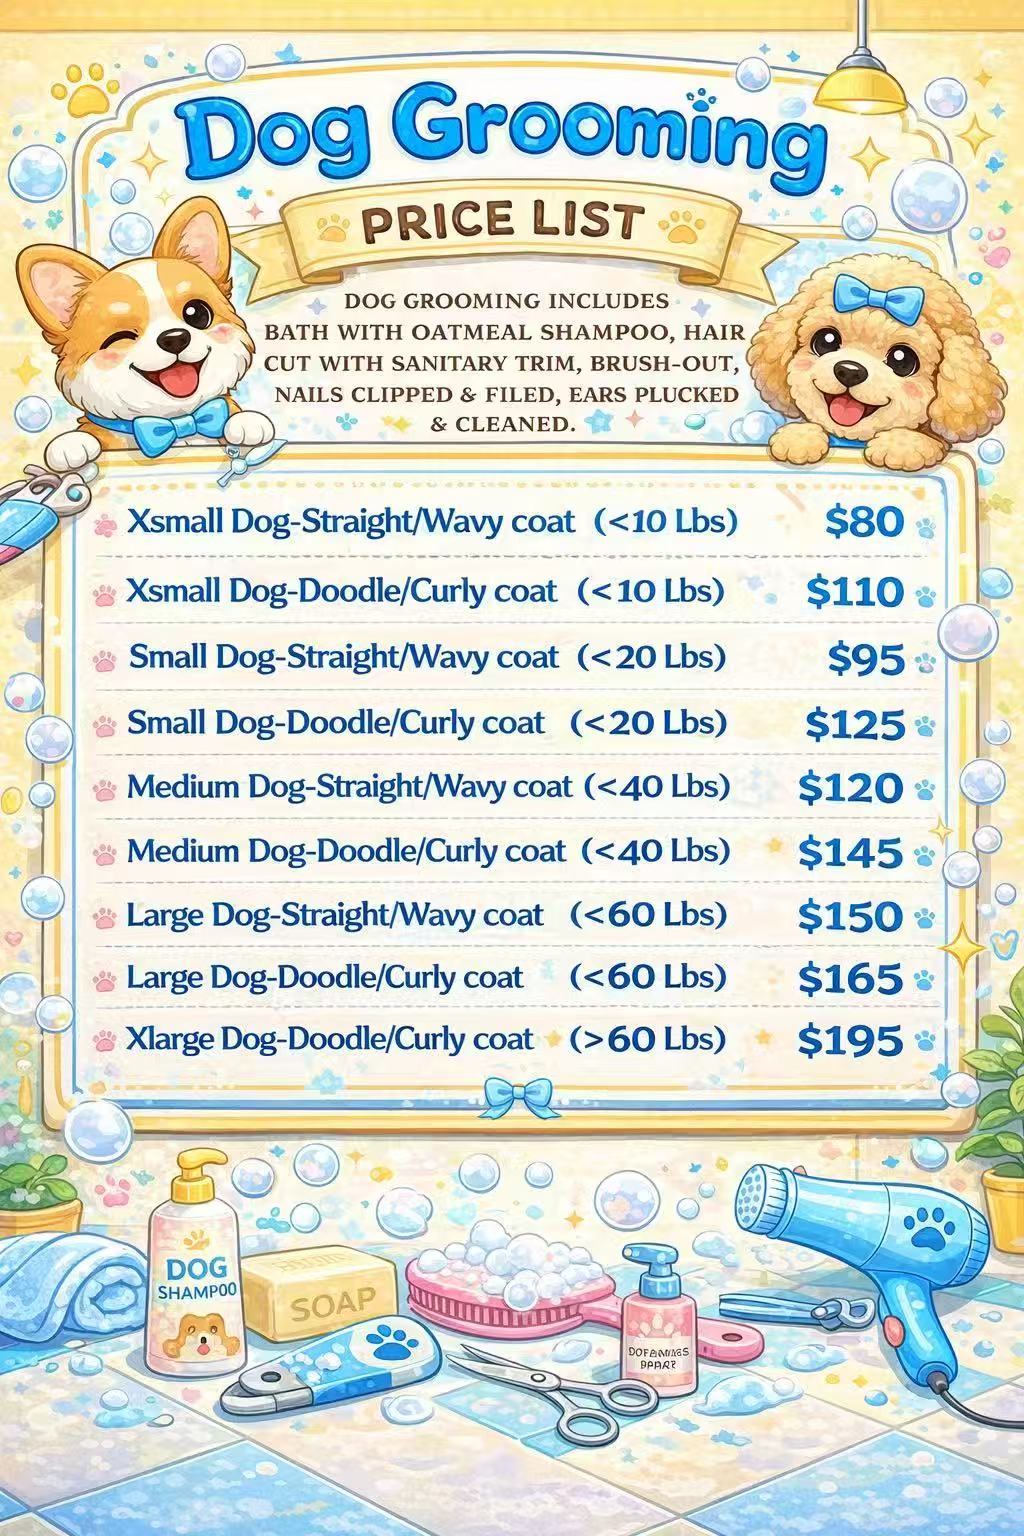 Dog Grooming
PRICE LIST
DOG GROOMING INCLUDES
BATH WITH OATMEAL SHAMPOO, HAIR
CUT WITH SANITARY TRIM, BRUSH-OUT,
NAILS CLIPPED & FILED, EARS PLUCKED
& CLEANED.
Xsmall Dog-Straight/Wavy coat (<10 Lbs) $80
Xsmall Dog-Doodle/Curly coat (<10 Lbs) $110
Small Dog-Straight/Wavy coat (<20 Lbs) $95
Small Dog-Doodle/Curly coat (<20 Lbs) $125
Medium Dog-Straight/Wavy coat (<40 Lbs) $120
Medium Dog-Doodle/Curly coat (<40 Lbs) $145
Large Dog-Straight/Wavy coat (<60 Lbs) $150
Large Dog-Doodle/Curly coat (<60 Lbs) $165
Xlarge Dog-Doodle/Curly coat (>60 Lbs) $195
DOG
SHAMPOO
SOAP